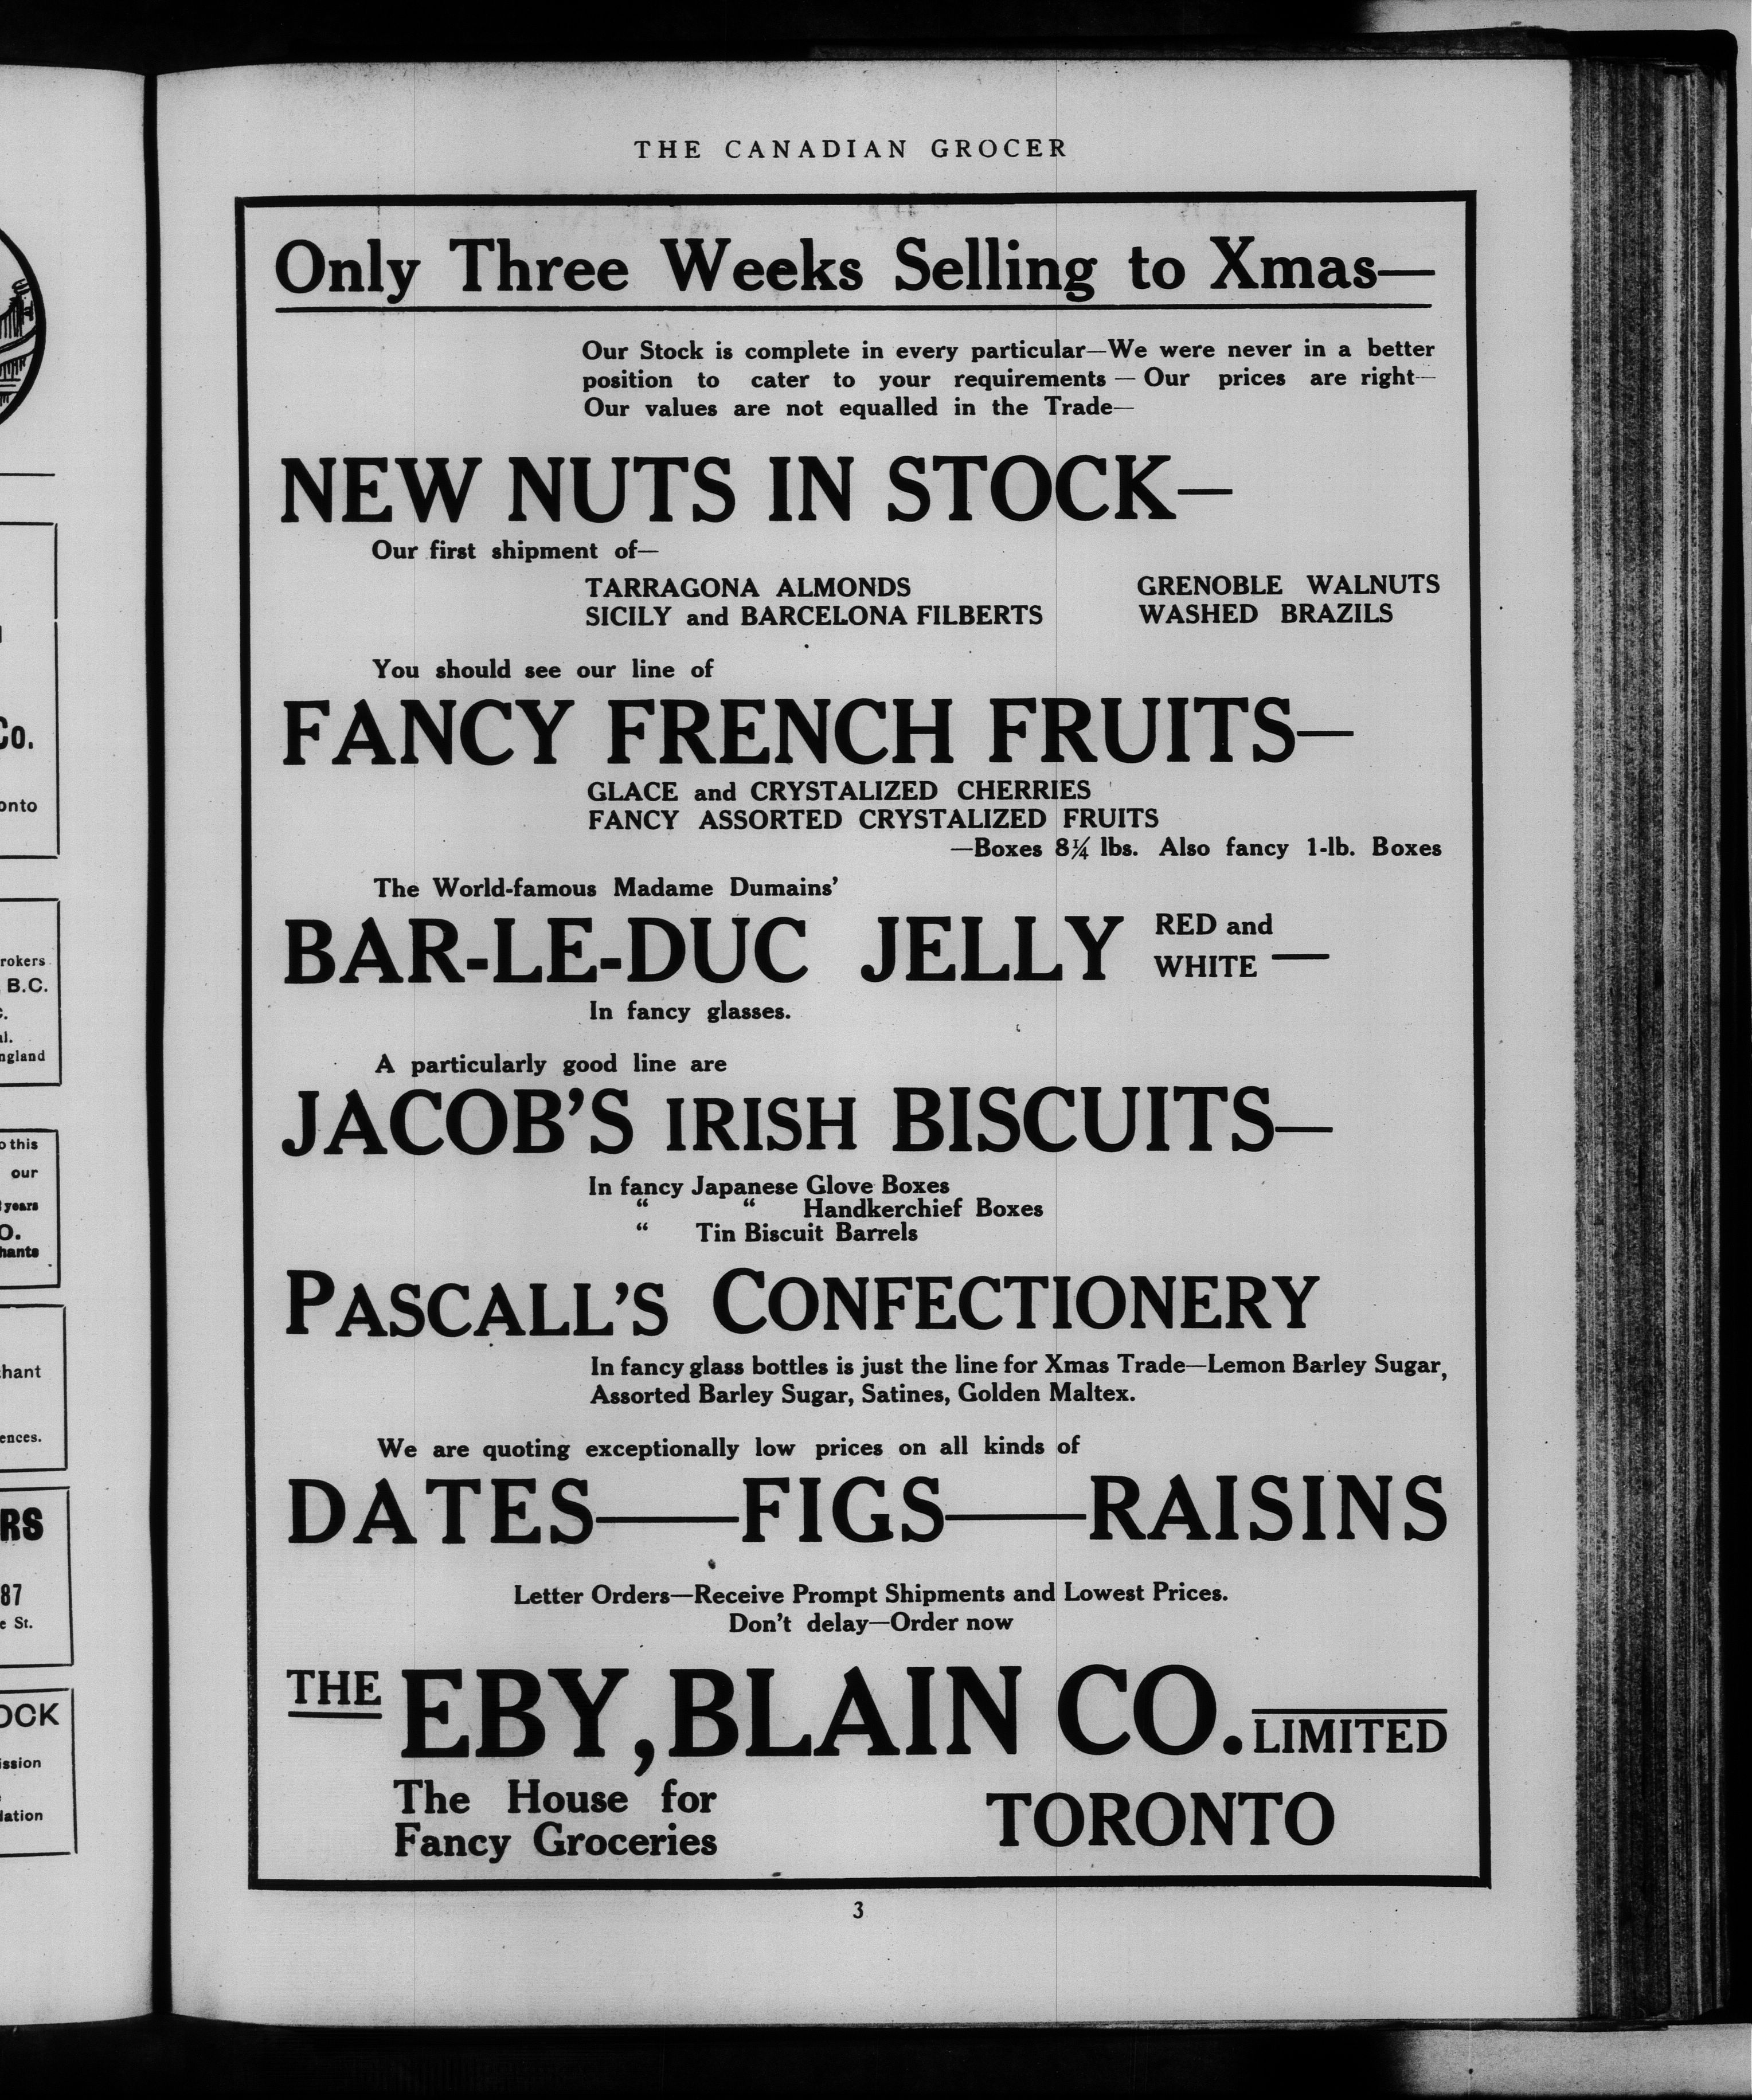 THE CANADIAN GROCER
Only Three Weeks Selling to Xmas—
Our Stock is complete in every particular—We were never in a better
position to cater to your requirements — Our prices are right—
Our values are not equalled in the Trade—
NEW NUTS IN STOCK—
Our first shipment of—
TARRAGONA ALMONDS GRENOBLE WALNUTS
SICILY and BARCELONA FILBERTS WASHED BRAZILS
You should see our line of
FANCY FRENCH FRUITS—
GLACE and CRYSTALIZED CHERRIES
FANCY ASSORTED CRYSTALIZED FRUITS
—Boxes 8¼ lbs. Also fancy 1-lb. Boxes
The World-famous Madame Dumains'
BAR-LE-DUC JELLY RED and WHITE —
In fancy glasses.
A particularly good line are
JACOB'S IRISH BISCUITS—
In fancy Japanese Glove Boxes
“ “ Handkerchief Boxes
“ Tin Biscuit Barrels
PASCALL'S CONFECTIONERY
In fancy glass bottles is just the line for Xmas Trade—Lemon Barley Sugar,
Assorted Barley Sugar, Satines, Golden Maltex.
We are quoting exceptionally low prices on all kinds of
DATES——FIGS——RAISINS
Letter Orders—Receive Prompt Shipments and Lowest Prices.
Don't delay—Order now
THE EBY, BLAIN CO. LIMITED
The House for
Fancy Groceries
TORONTO
3
Co.
B.C.
o this
our
years
O.
RS
87
St.